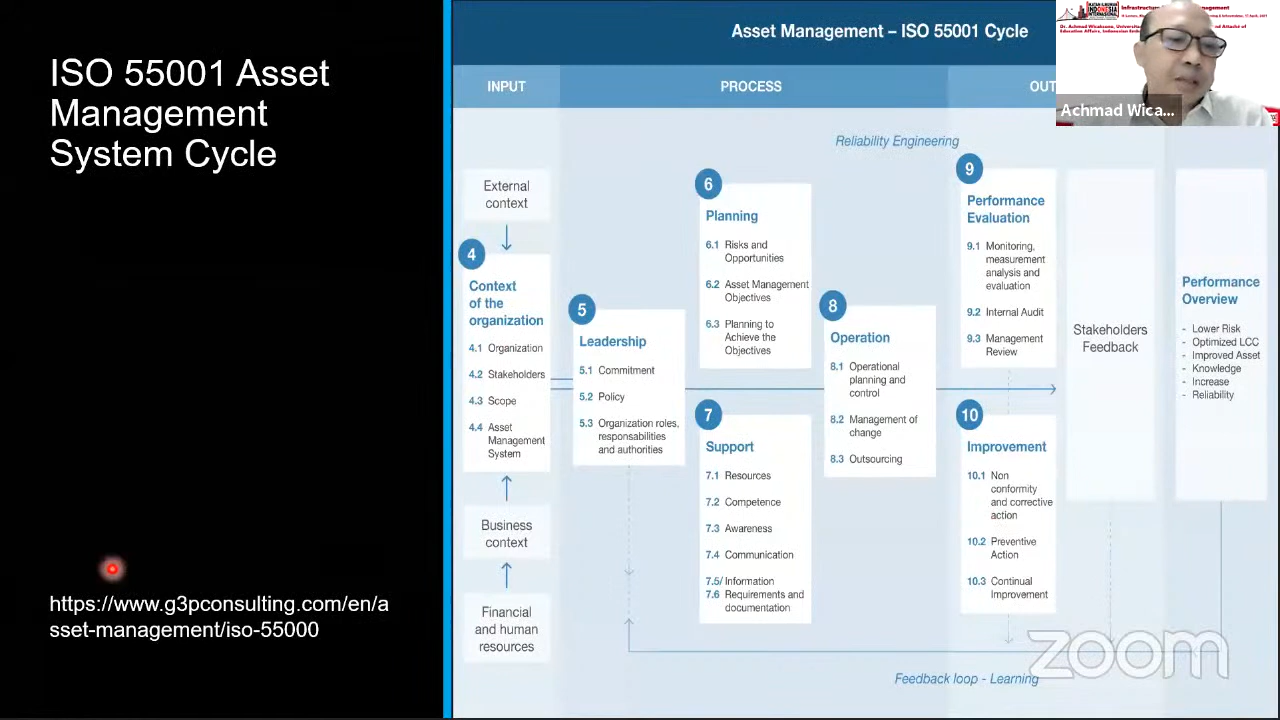 ISO 55001 Asset
Management
System Cycle
https://www.g3pconsulting.com/en/a
sset-management/iso-55000
Asset Management – ISO 55001 Cycle
INPUT
PROCESS
OUT
Reliability Engineering
External
context
4
Context
of the
organization
4.1 Organization
4.2 Stakeholders
4.3 Scope
4.4 Asset
Management
System
Business
context
Financial
and human
resources
5
Leadership
5.1 Commitment
5.2 Policy
5.3 Organization roles,
responsabilities
and authorities
6
Planning
6.1 Risks and
Opportunities
6.2 Asset Management
Objectives
6.3 Planning to
Achieve the
Objectives
7
Support
7.1 Resources
7.2 Competence
7.3 Awareness
7.4 Communication
7.5/ Information
7.6 Requirements and
documentation
8
Operation
8.1 Operational
planning and
control
8.2 Management of
change
8.3 Outsourcing
9
Performance
Evaluation
9.1 Monitoring,
measurement
analysis and
evaluation
9.2 Internal Audit
9.3 Management
Review
10
Improvement
10.1 Non
conformity
and corrective
action
10.2 Preventive
Action
10.3 Continual
Improvement
Stakeholders
Feedback
Performance
Overview
- Lower Risk
- Optimized LCC
- Improved Asset
- Knowledge
- Increase
- Reliability
Feedback loop - Learning
zoom
INDONESIA
Achmad Wica...